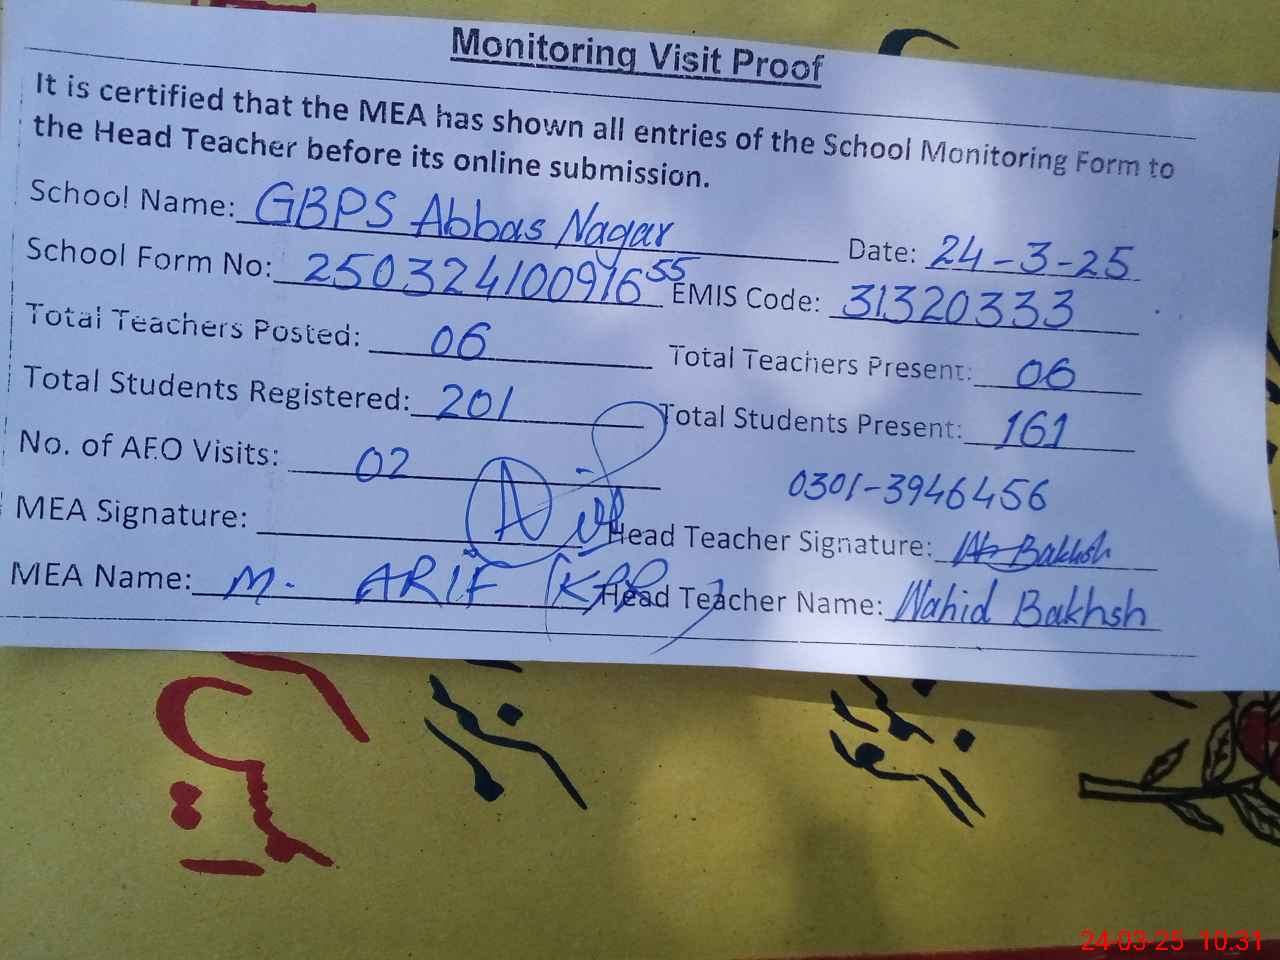 Monitoring Visit Proof
It is certified that the MEA has shown all entries of the School Monitoring Form to
the Head Teacher before its online submission.
School Name: GBPS Abbas Nagar Date: 24-3-25
School Form No: 25032410091655 EMIS Code: 31320333
Total Teachers Posted: 06 Total Teachers Present: 06
Total Students Registered: 201 Total Students Present: 161
No. of AEO Visits: 02
0301-3946456
MEA Signature: Head Teacher Signature: Bakhsh
MEA Name: M. ARIF Head Teacher Name: Wahid Bakhsh
24-03-25 10:31